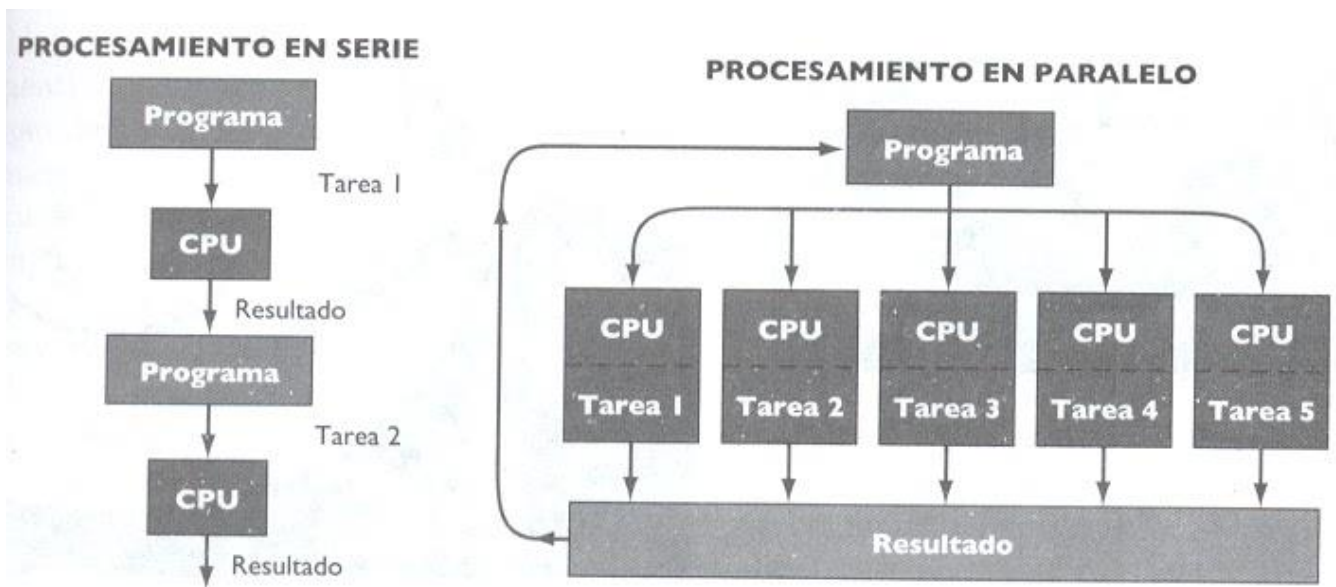 PROCESAMIENTO EN SERIE
Programa
Tarea 1
CPU
Resultado
Programa
Tarea 2
CPU
Resultado
PROCESAMIENTO EN PARALELO
Programa
CPU CPU CPU CPU CPU
Tarea 1 Tarea 2 Tarea 3 Tarea 4 Tarea 5
Resultado